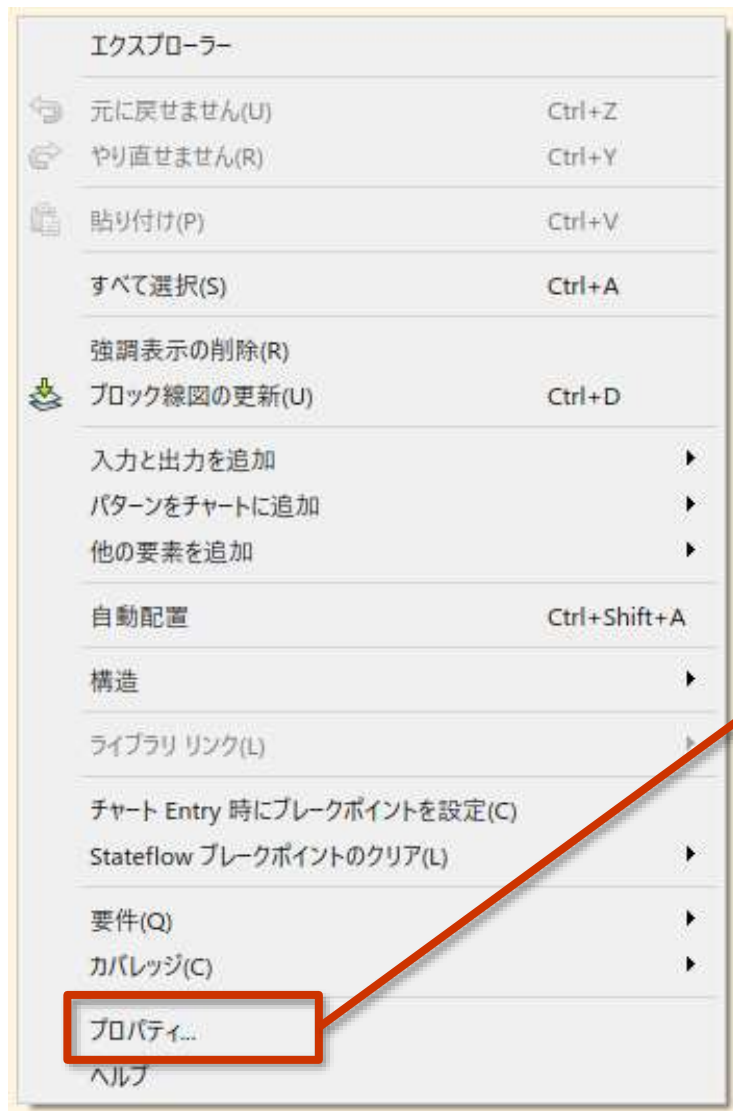 エクスプローラー
元に戻せません(U) Ctrl+Z
やり直せません(R) Ctrl+Y
貼り付け(P) Ctrl+V
すべて選択(S) Ctrl+A
強調表示の削除(R)
ブロック線図の更新(U) Ctrl+D
入力と出力を追加
パターンをチャートに追加
他の要素を追加
自動配置 Ctrl+Shift+A
構造
ライブラリ リンク(L)
チャート Entry 時にブレークポイントを設定(C)
Stateflow ブレークポイントのクリア(L)
要件(Q)
カバレッジ(C)
プロパティ...
ヘルプ